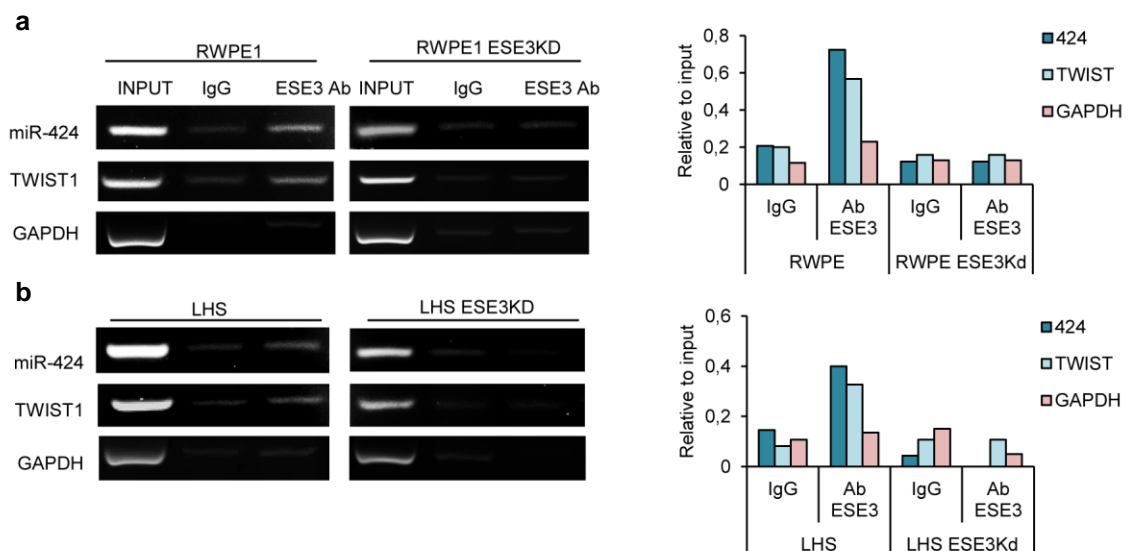 a
RWPE1 RWPE1 ESE3KD
INPUT IgG ESE3 Ab INPUT IgG ESE3 Ab
miR-424
TWIST1
GAPDH
0,8
0,6
0,4
0,2
0
Relative to input
424
TWIST
GAPDH
IgG Ab ESE3 IgG Ab ESE3
RWPE RWPE ESE3Kd
b
LHS LHS ESE3KD
miR-424
TWIST1
GAPDH
0,6
0,4
0,2
0
Relative to input
424
TWIST
GAPDH
IgG Ab ESE3 IgG Ab ESE3
LHS LHS ESE3Kd